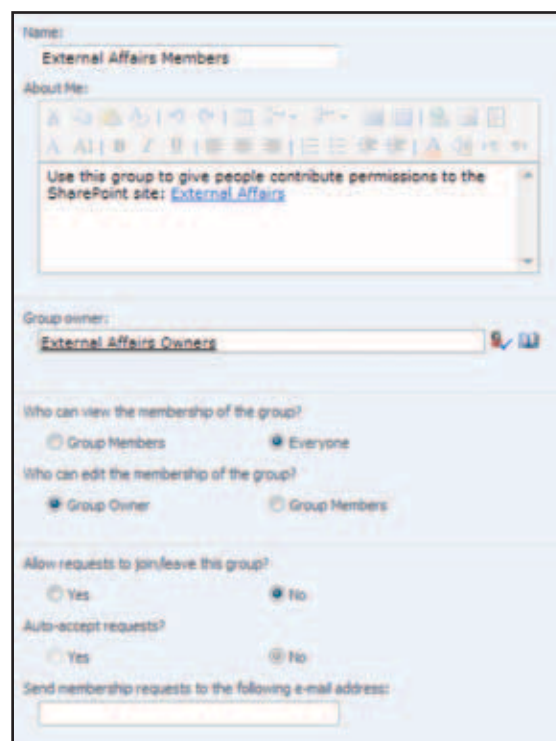 Name:
External Affairs Members
About Me:
Use this group to give people contribute permissions to the
SharePoint site: External Affairs
Group owner:
External Affairs Owners
Who can view the membership of the group?
Group Members Everyone
Who can edit the membership of the group?
Group Owner Group Members
Allow requests to join/leave this group?
Yes No
Auto-accept requests?
Yes No
Send membership requests to the following e-mail address: